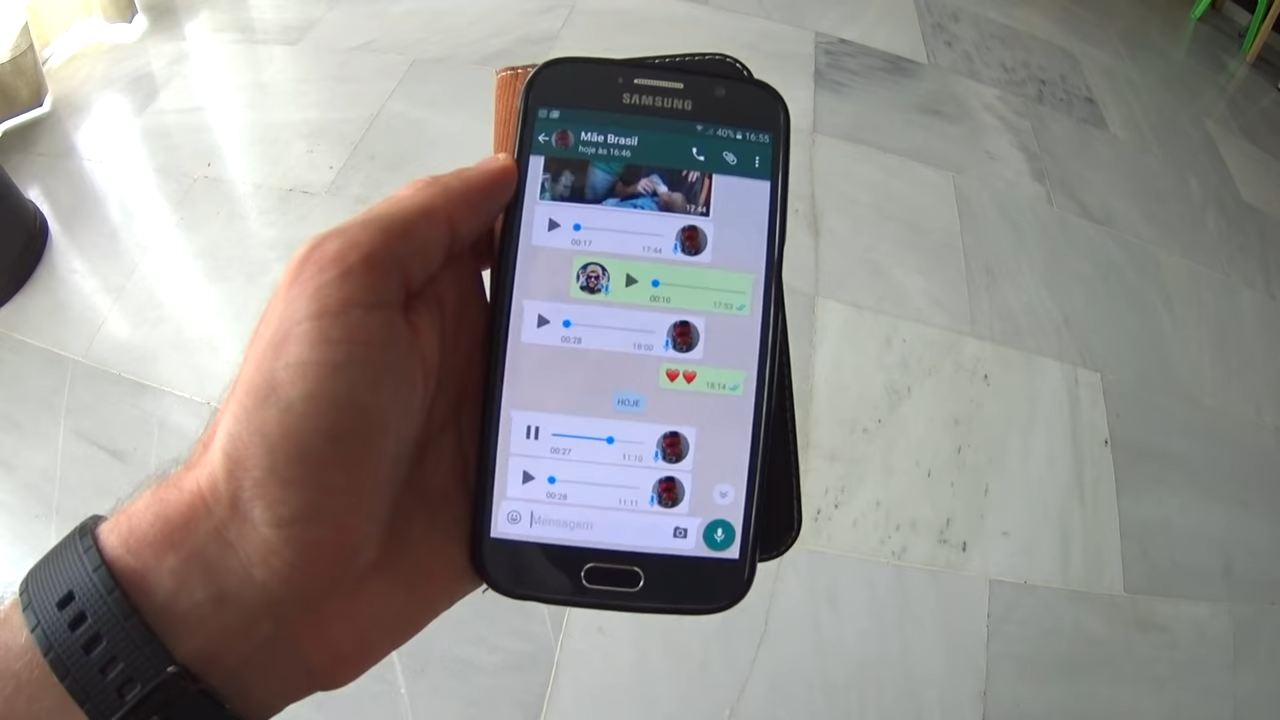 SAMSUNG
40% 16:55
Mãe Brasil
hoje às 16:46
17:44
00:17 17:44
00:10 17:53
00:28 18:00
18:14
HOJE
00:27 11:10
00:28 11:11
Mensagem